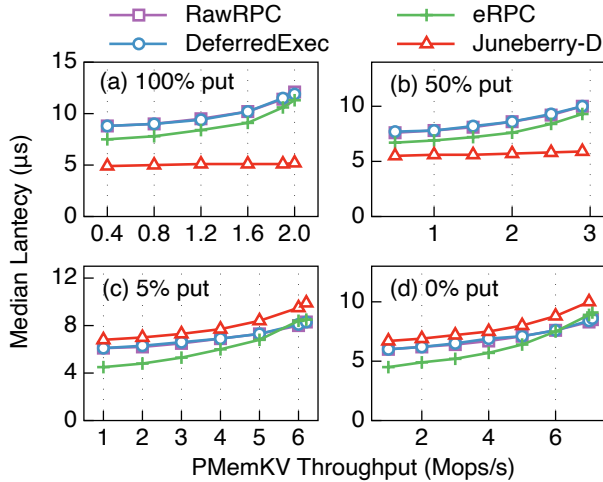 RawRPC eRPC
DeferredExec Juneberry-D
Median Lantecy (μs)
(a) 100% put
15
10
5
0
0.4 0.8 1.2 1.6 2.0
(b) 50% put
10
5
0
1 2 3
(c) 5% put
12
8
4
0
1 2 3 4 5 6
(d) 0% put
10
5
0
2 4 6
PMemKV Throughput (Mops/s)